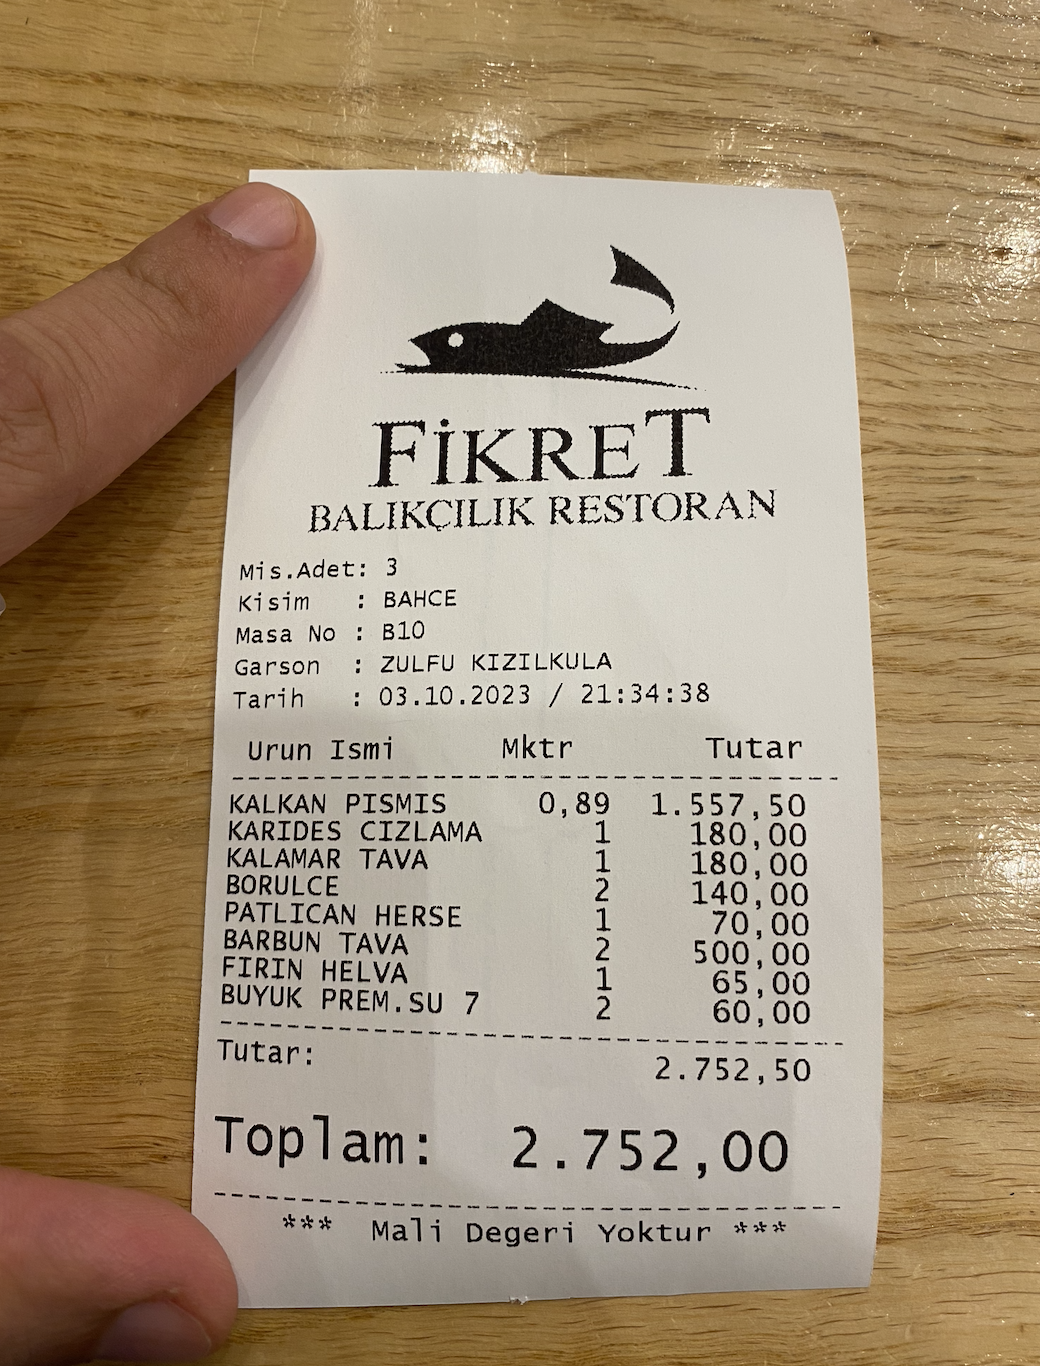 FİKRET
BALIKÇILIK RESTORAN
Mis.Adet: 3
Kisim : BAHCE
Masa No : B10
Garson : ZULFU KIZILKULA
Tarih : 03.10.2023 / 21:34:38
Urun Ismi Mktr Tutar
KALKAN PISMIS 0,89 1.557,50
KARIDES CIZLAMA 1 180,00
KALAMAR TAVA 1 180,00
BORULCE 2 140,00
PATLICAN HERSE 1 70,00
BARBUN TAVA 2 500,00
FIRIN HELVA 1 65,00
BUYUK PREM.SU 7 2 60,00
Tutar: 2.752,50
Toplam: 2.752,00
*** Mali Degeri Yoktur ***